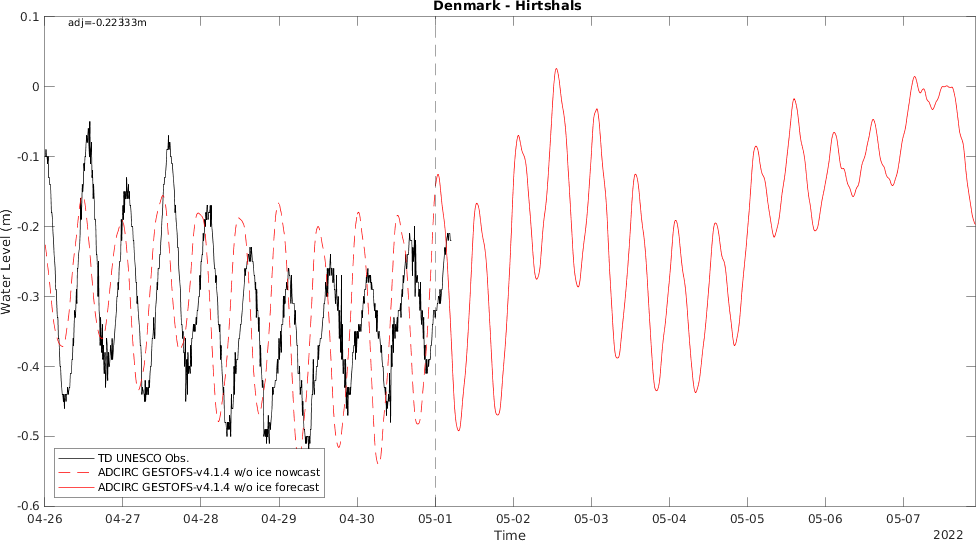 Denmark - Hirtshals
adj=-0.22333m
0.1
0
-0.1
-0.2
-0.3
-0.4
-0.5
-0.6
Water Level (m)
TD UNESCO Obs.
ADCIRC GESTOFS-v4.1.4 w/o ice nowcast
ADCIRC GESTOFS-v4.1.4 w/o ice forecast
04-26 04-27 04-28 04-29 04-30 05-01 05-02 05-03 05-04 05-05 05-06 05-07
Time
2022